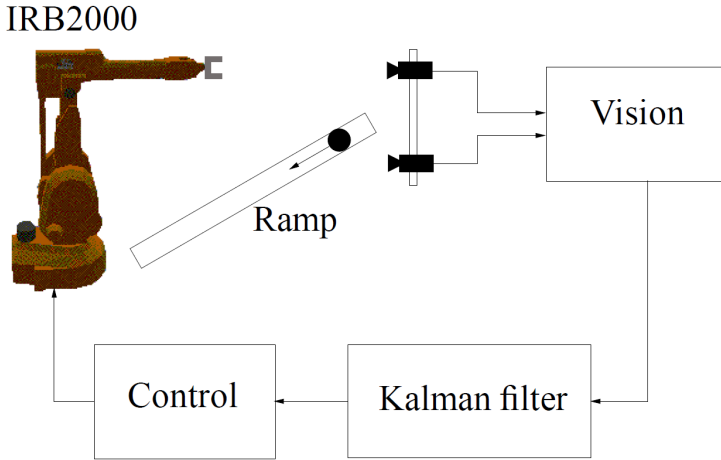 IRB2000
Vision
Ramp
Control
Kalman filter